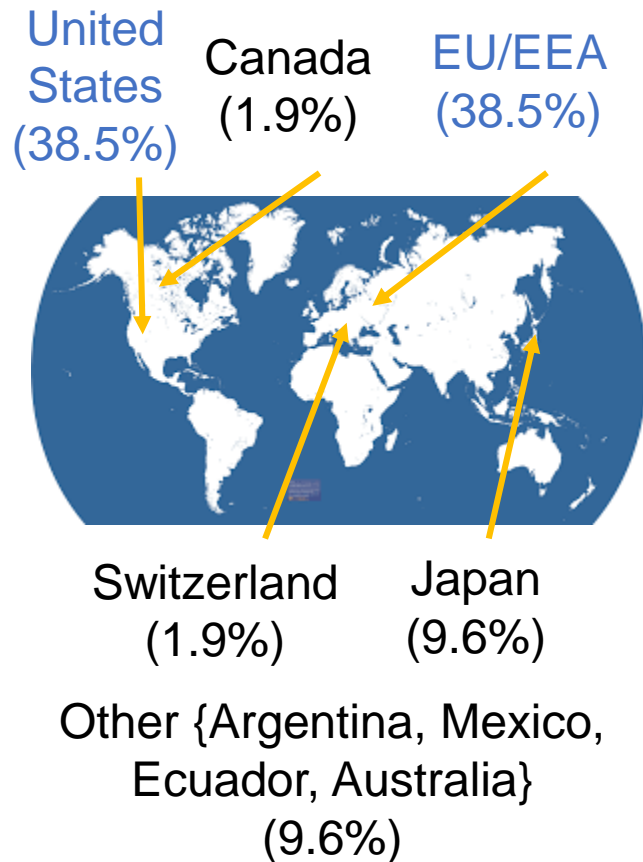 United
States
(38.5%)
Canada
(1.9%)
EU/EEA
(38.5%)
Switzerland
(1.9%)
Japan
(9.6%)
Other {Argentina, Mexico,
Ecuador, Australia}
(9.6%)